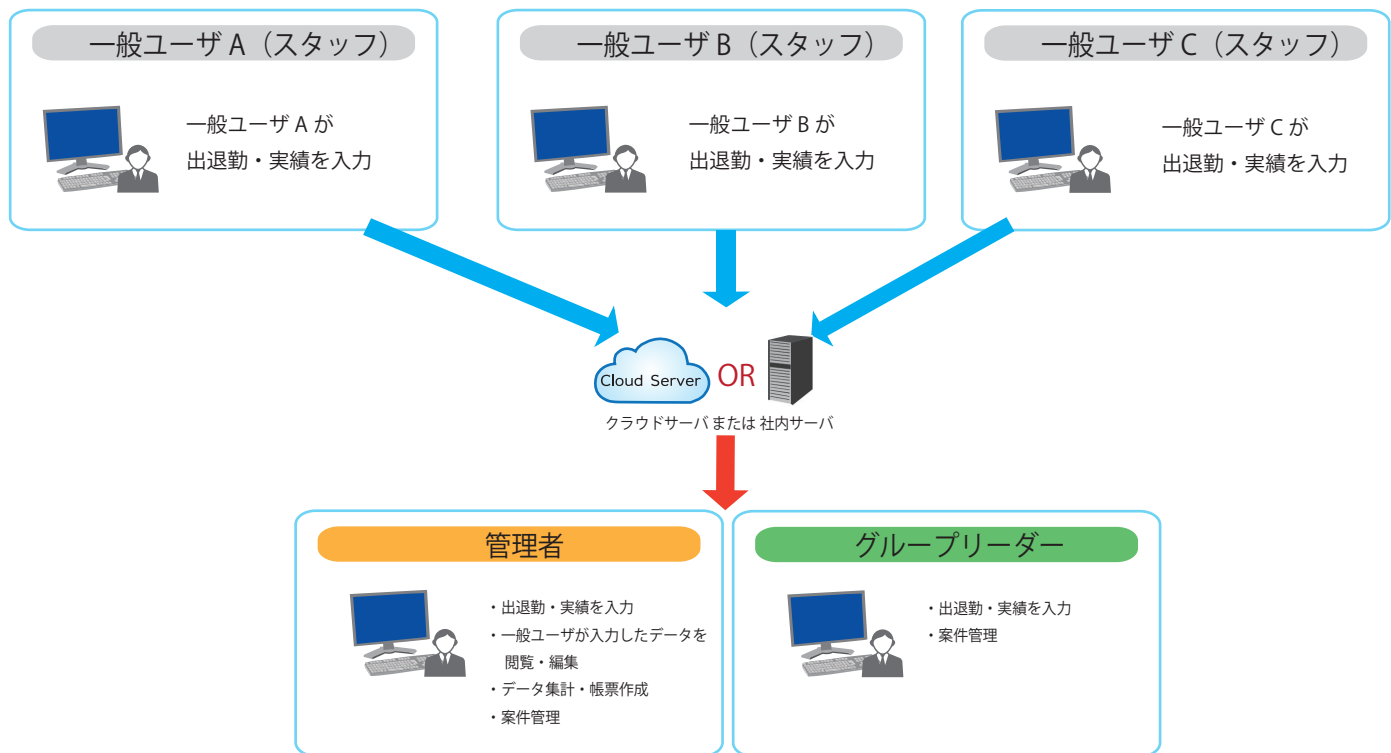 一般ユーザ A（スタッフ）
一般ユーザ A が
出退勤・実績を入力
一般ユーザ B（スタッフ）
一般ユーザ B が
出退勤・実績を入力
一般ユーザ C（スタッフ）
一般ユーザ C が
出退勤・実績を入力
Cloud Server OR
クラウドサーバ または 社内サーバ
管理者
・出退勤・実績を入力
・一般ユーザが入力したデータを
閲覧・編集
・データ集計・帳票作成
・案件管理
グループリーダー
・出退勤・実績を入力
・案件管理